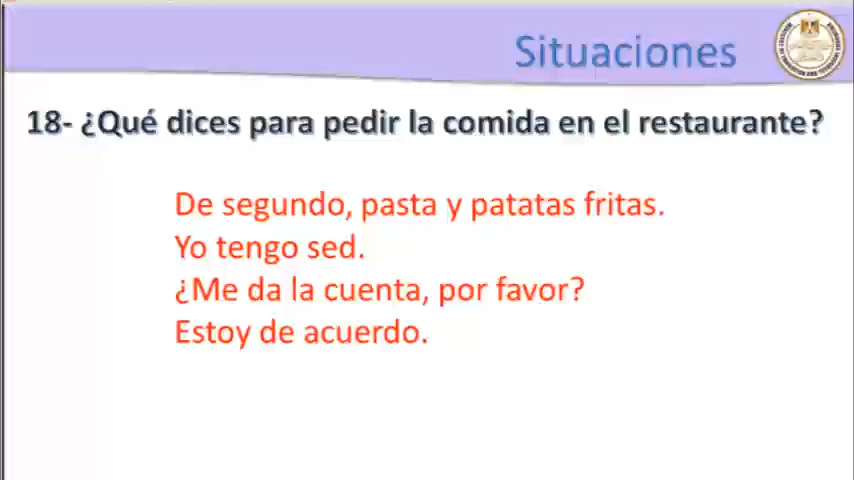 Situaciones
18- ¿Qué dices para pedir la comida en el restaurante?
De segundo, pasta y patatas fritas.
Yo tengo sed.
¿Me da la cuenta, por favor?
Estoy de acuerdo.